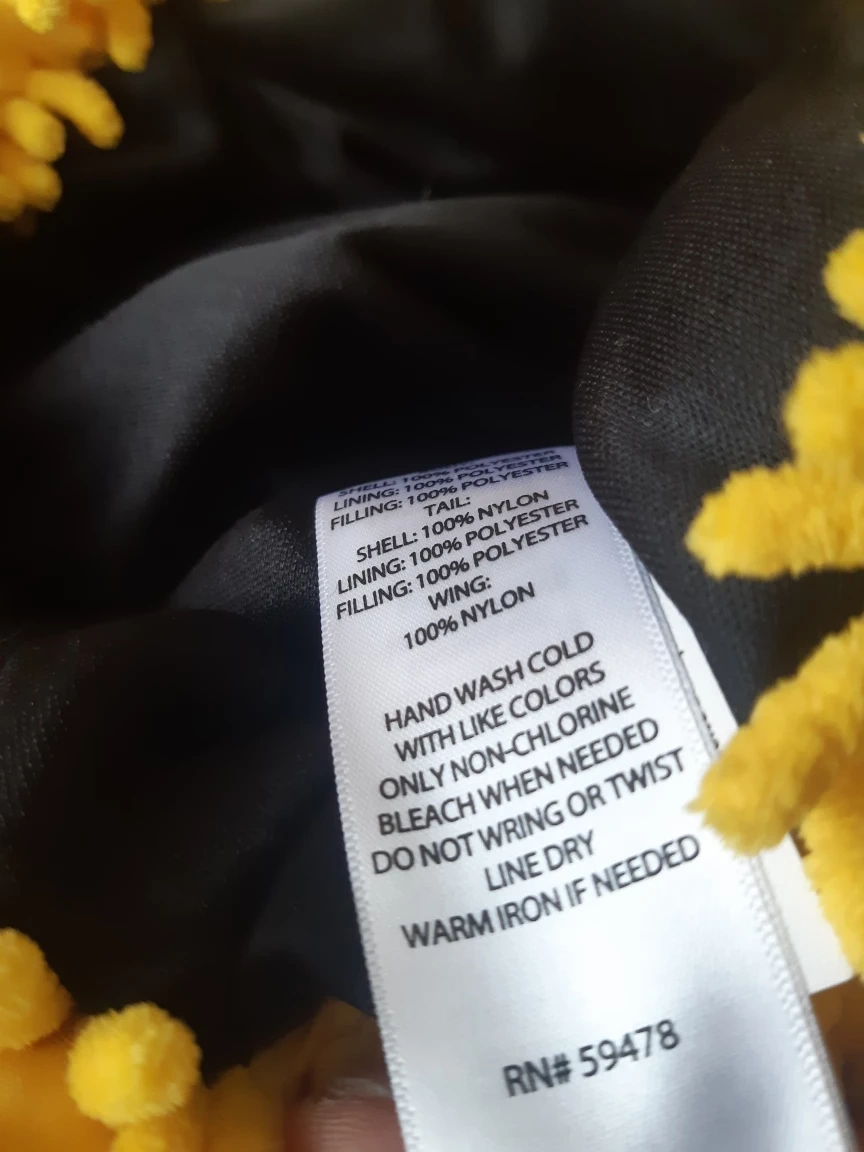 SHELL: 100% POLYESTER
LINING: 100% POLYESTER
FILLING: 100% POLYESTER
TAIL:
SHELL: 100% NYLON
LINING: 100% POLYESTER
FILLING: 100% POLYESTER
WING:
100% NYLON
HAND WASH COLD
WITH LIKE COLORS
ONLY NON-CHLORINE
BLEACH WHEN NEEDED
DO NOT WRING OR TWIST
LINE DRY
WARM IRON IF NEEDED
RN# 59478